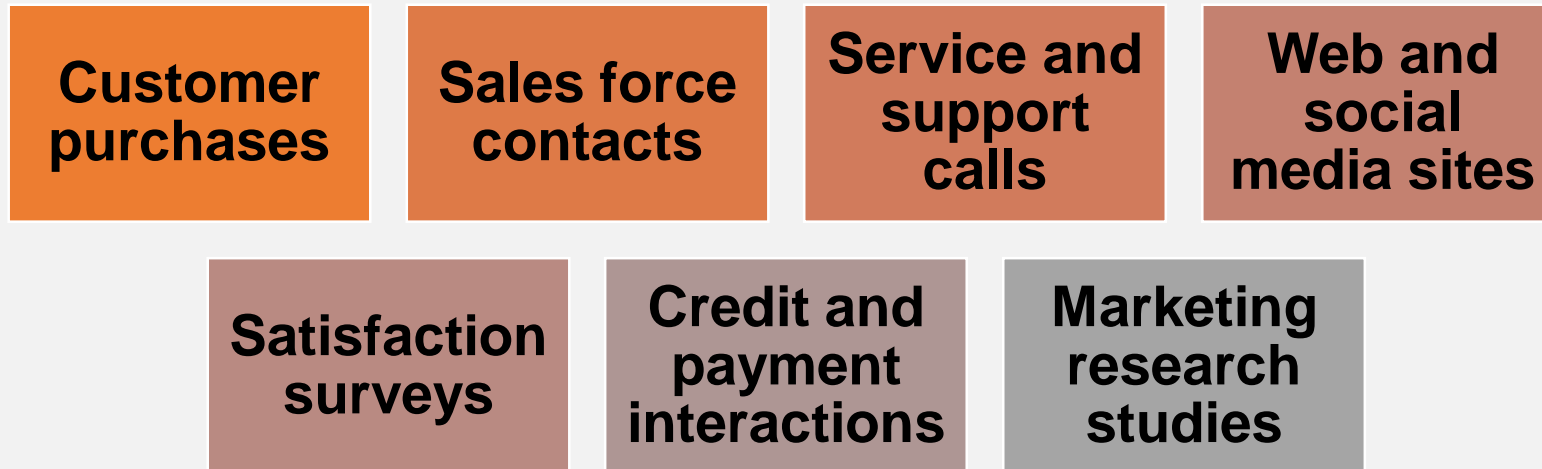 Customer
purchases
Sales force
contacts
Service and
support
calls
Web and
social
media sites
Satisfaction
surveys
Credit and
payment
interactions
Marketing
research
studies